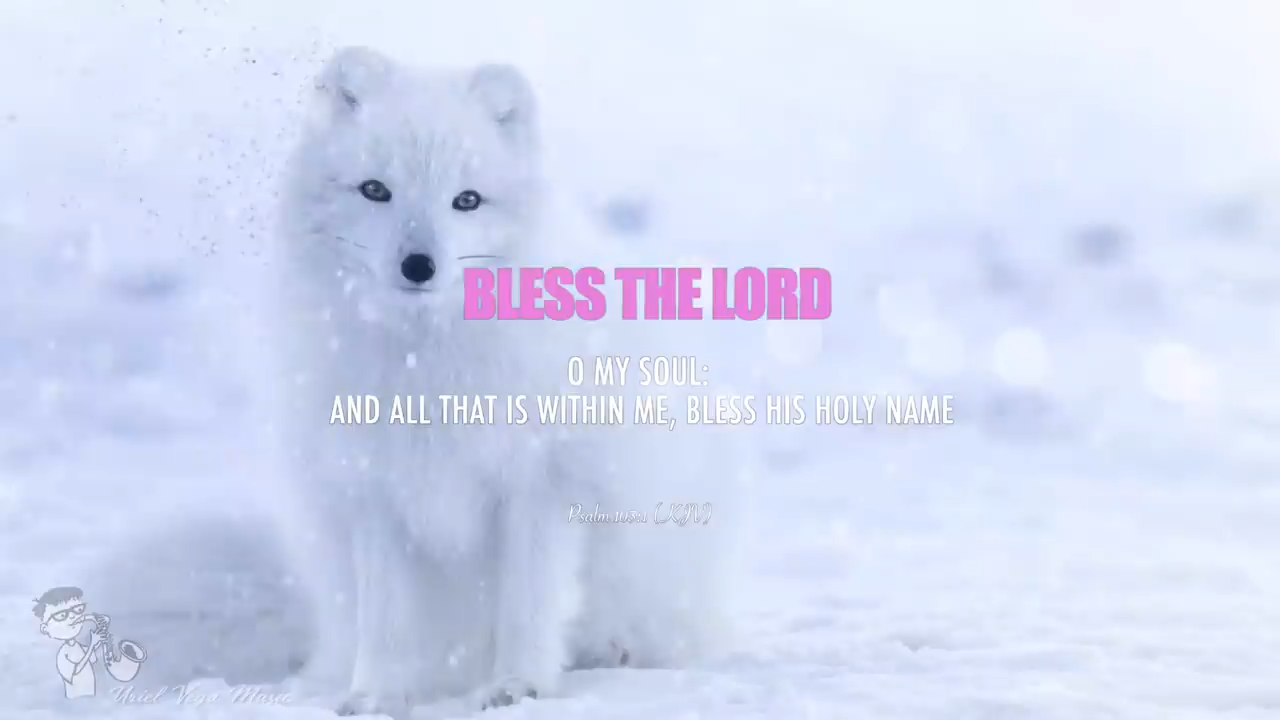 BLESS THE LORD
O MY SOUL:
AND ALL THAT IS WITHIN ME, BLESS HIS HOLY NAME
Psalm 103:1 (KJV)
Uriel Vega Music